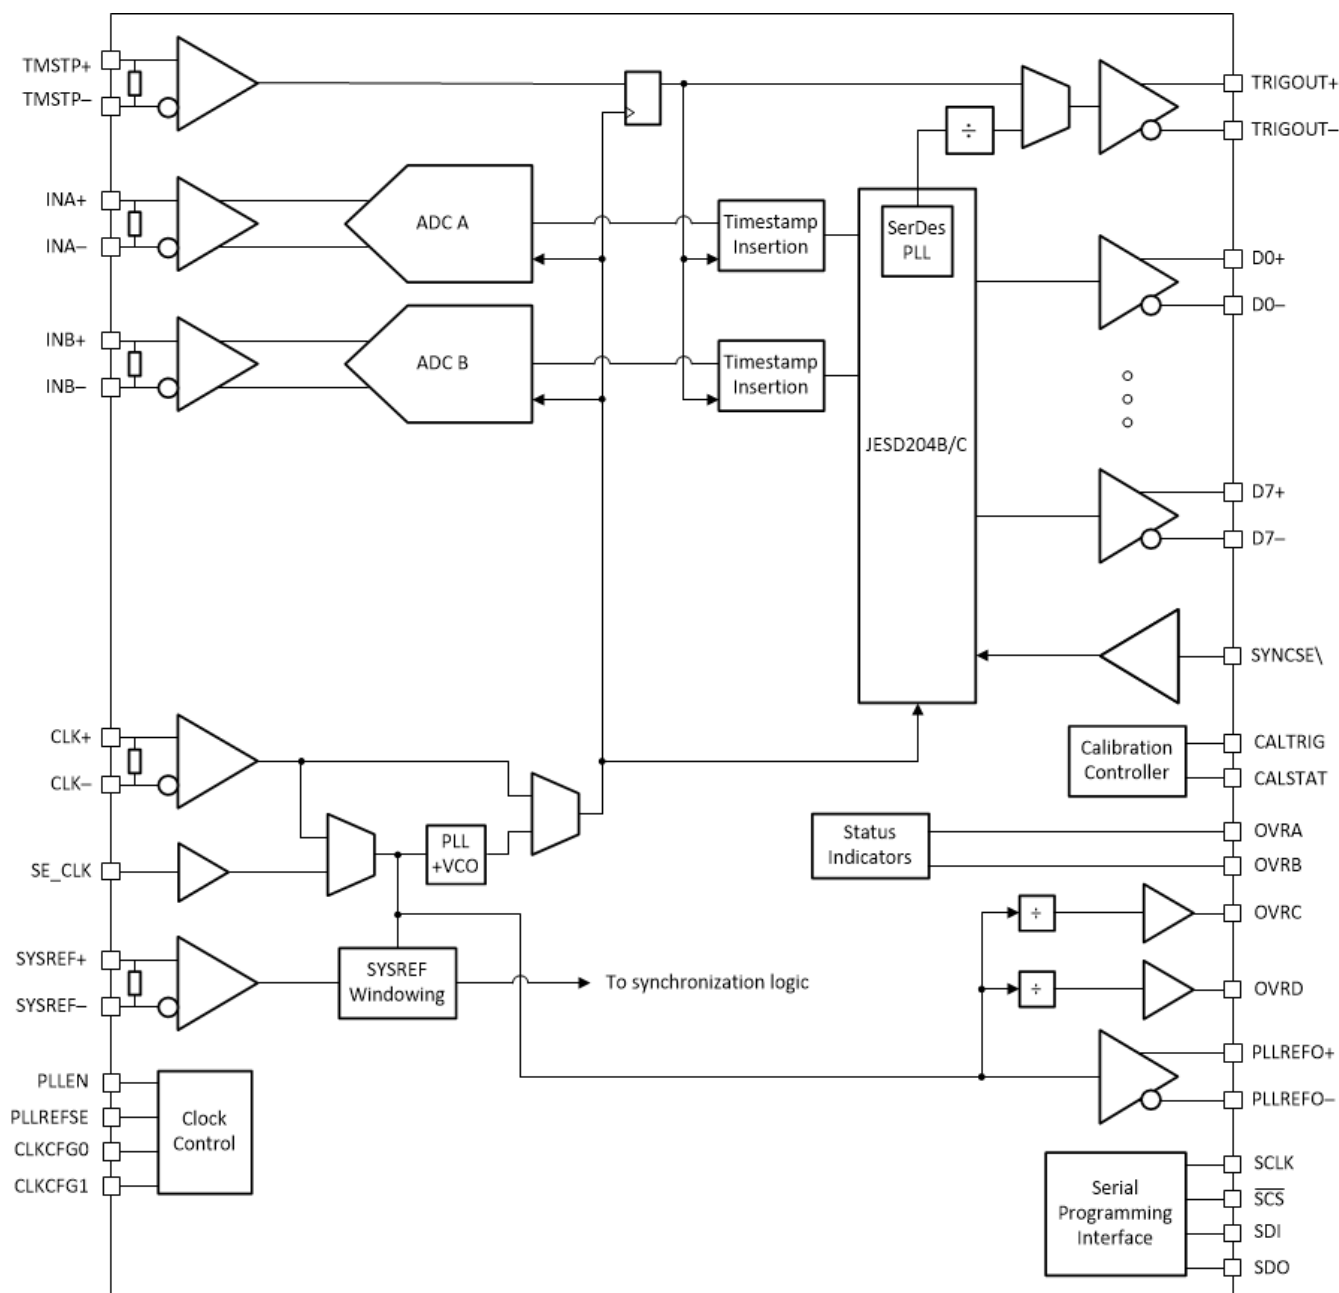 TMSTP+
TMSTP–
TRIGOUT+
÷
TRIGOUT–
INA+
INA–
ADC A
Timestamp
Insertion
SerDes
PLL
D0+
D0–
INB+
INB–
ADC B
Timestamp
Insertion
JESD204B/C
D7+
D7–
SYNCSE\
CLK+
CLK–
Calibration
Controller
CALTRIG
CALSTAT
SE_CLK
PLL
+VCO
Status
Indicators
OVRA
OVRB
÷
OVRC
SYSREF+
SYSREF–
SYSREF
Windowing
To synchronization logic
÷
OVRD
PLLREFO+
PLLREFO–
PLLEN
PLLREFSE
CLKCFG0
CLKCFG1
Clock
Control
Serial
Programming
Interface
SCLK
SCS
SDI
SDO